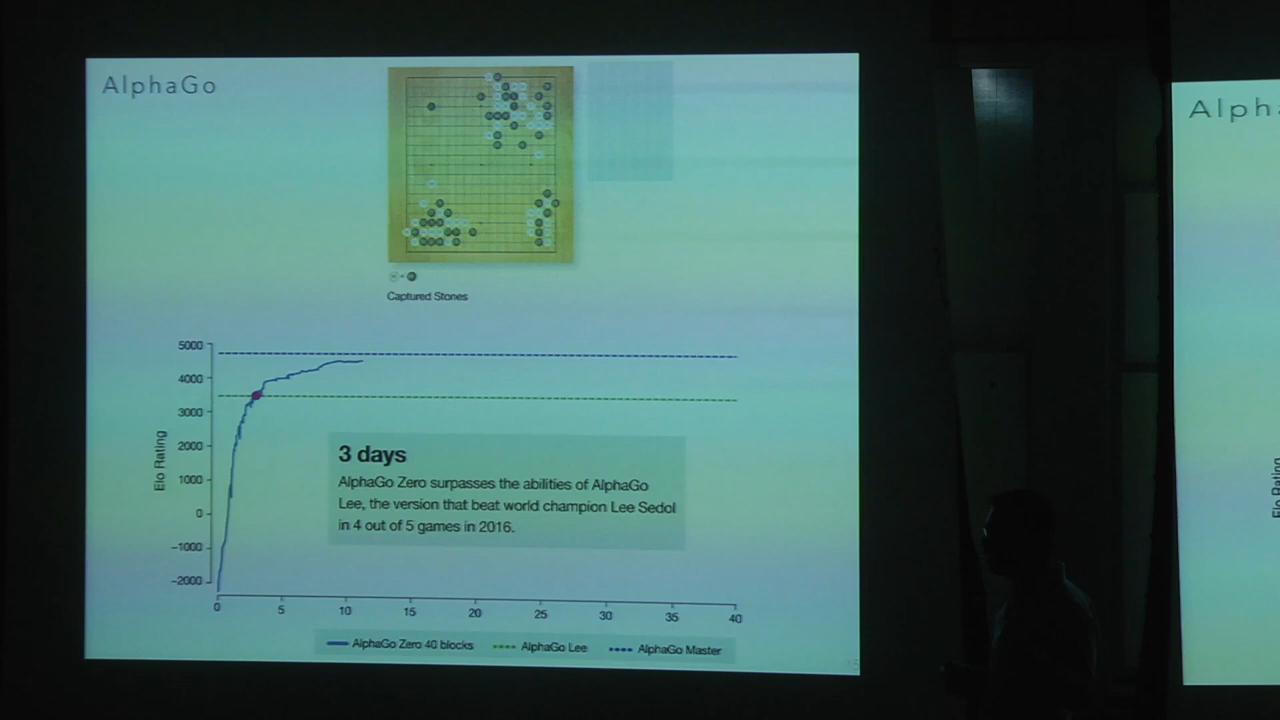 AlphaGo
Captured Stones
5000
4000
3000
2000
1000
0
−1000
−2000
Elo Rating
3 days
AlphaGo Zero surpasses the abilities of AlphaGo
Lee, the version that beat world champion Lee Sedol
in 4 out of 5 games in 2016.
0 5 10 15 20 25 30 35 40
AlphaGo Zero 40 blocks AlphaGo Lee AlphaGo Master
Alph
Elo Rating